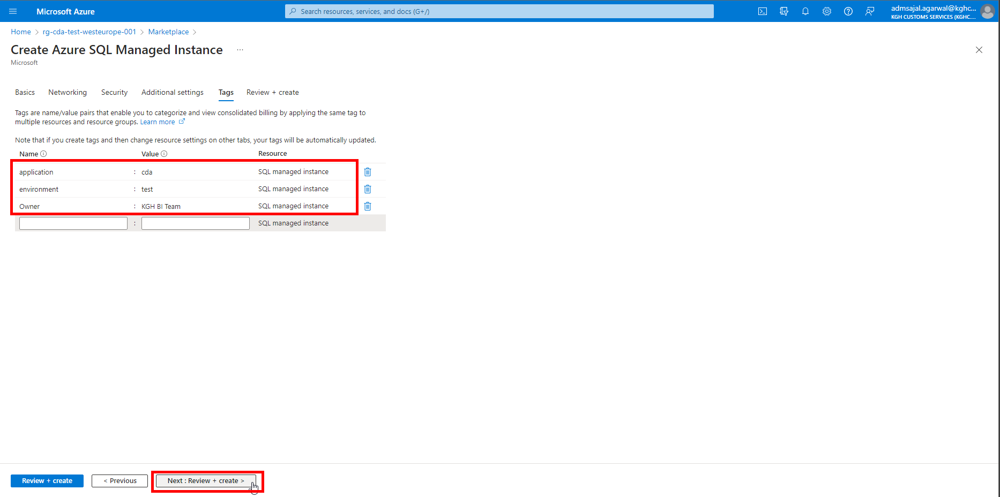 Microsoft Azure
Search resources, services, and docs (G+/)
admsajal.agarwal@kghc...
KGH CUSTOMS SERVICES (KGHC....
Home > rg-cda-test-westeurope-001 > Marketplace >
Create Azure SQL Managed Instance ...
Microsoft
Basics Networking Security Additional settings Tags Review + create
Tags are name/value pairs that enable you to categorize and view consolidated billing by applying the same tag to
multiple resources and resource groups. Learn more
Note that if you create tags and then change resource settings on other tabs, your tags will be automatically updated.
Name Value Resource
application : cda SQL managed instance
environment : test SQL managed instance
Owner : KGH BI Team SQL managed instance
: SQL managed instance
Review + create < Previous Next : Review + create >